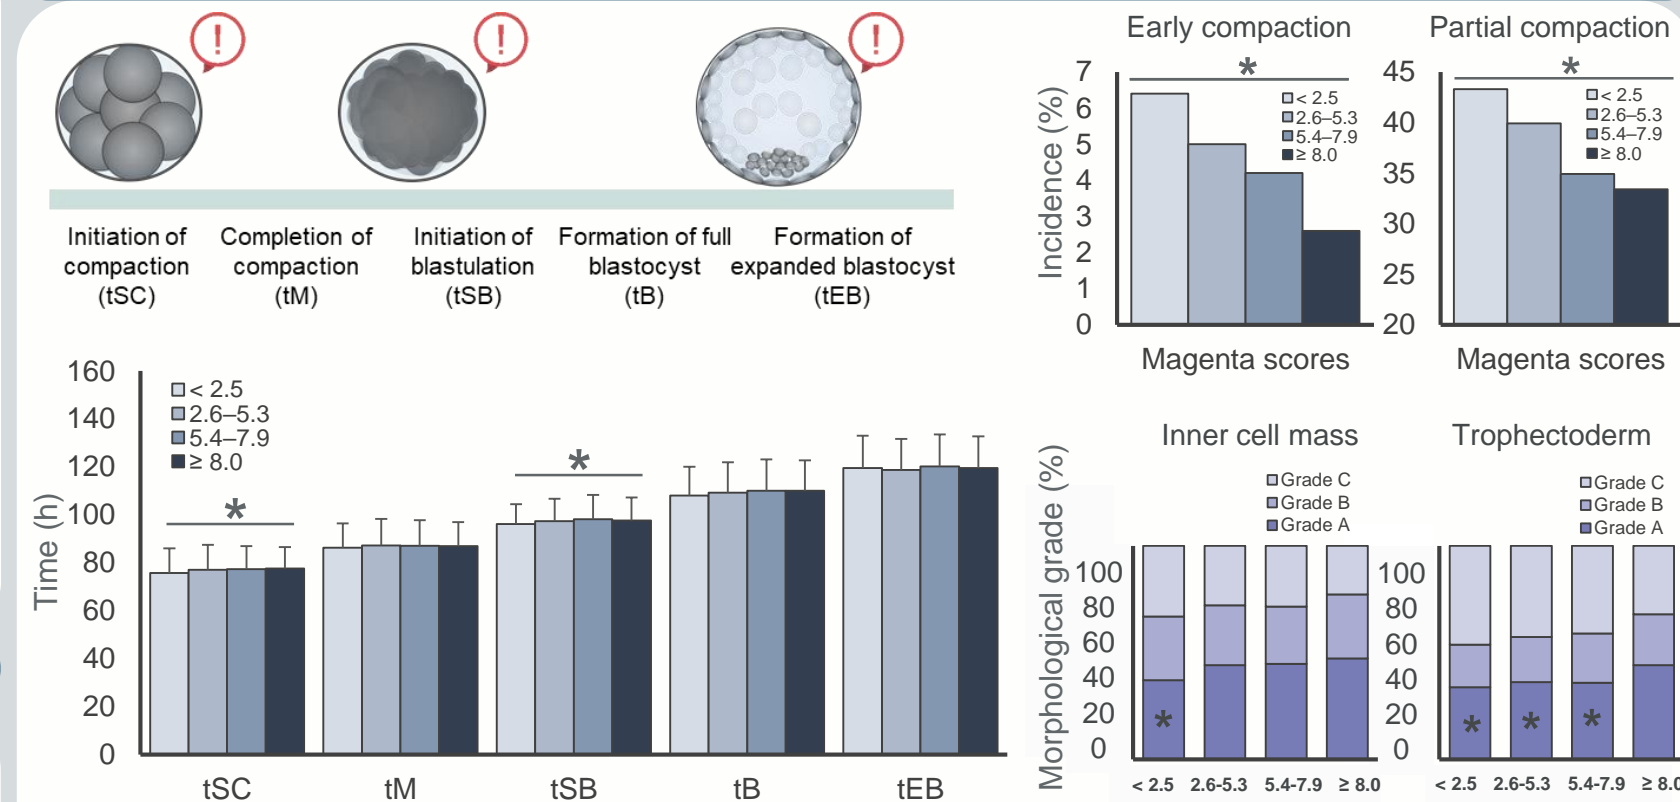 !
!
!
Initiation of
compaction
(tSC)
Completion of
compaction
(tM)
Initiation of
blastulation
(tSB)
Formation of full
blastocyst
(tB)
Formation of
expanded blastocyst
(tEB)
Time (h)
160
140
120
100
80
60
40
20
0
< 2.5
2.6–5.3
5.4–7.9
≥ 8.0
*
*
tSC
tM
tSB
tB
tEB
Early compaction
Incidence (%)
7
6
5
4
3
2
1
0
*
< 2.5
2.6–5.3
5.4–7.9
≥ 8.0
Magenta scores
Partial compaction
45
40
35
30
25
20
*
< 2.5
2.6–5.3
5.4–7.9
≥ 8.0
Magenta scores
Inner cell mass
Morphological grade (%)
Grade C
Grade B
Grade A
100
80
60
40
20
0
*
< 2.5
2.6-5.3
5.4-7.9
≥ 8.0
Trophectoderm
Grade C
Grade B
Grade A
100
80
60
40
20
0
*
*
*
< 2.5
2.6-5.3
5.4-7.9
≥ 8.0